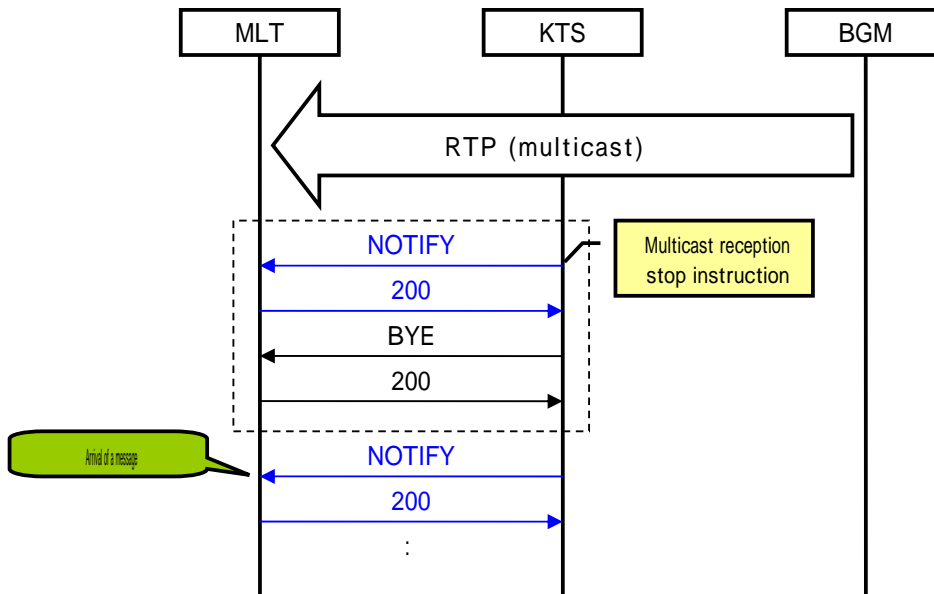 MLT
KTS
BGM
RTP (multicast)
NOTIFY
Multicast reception
stop instruction
200
BYE
200
Arrival of a message
NOTIFY
200
: